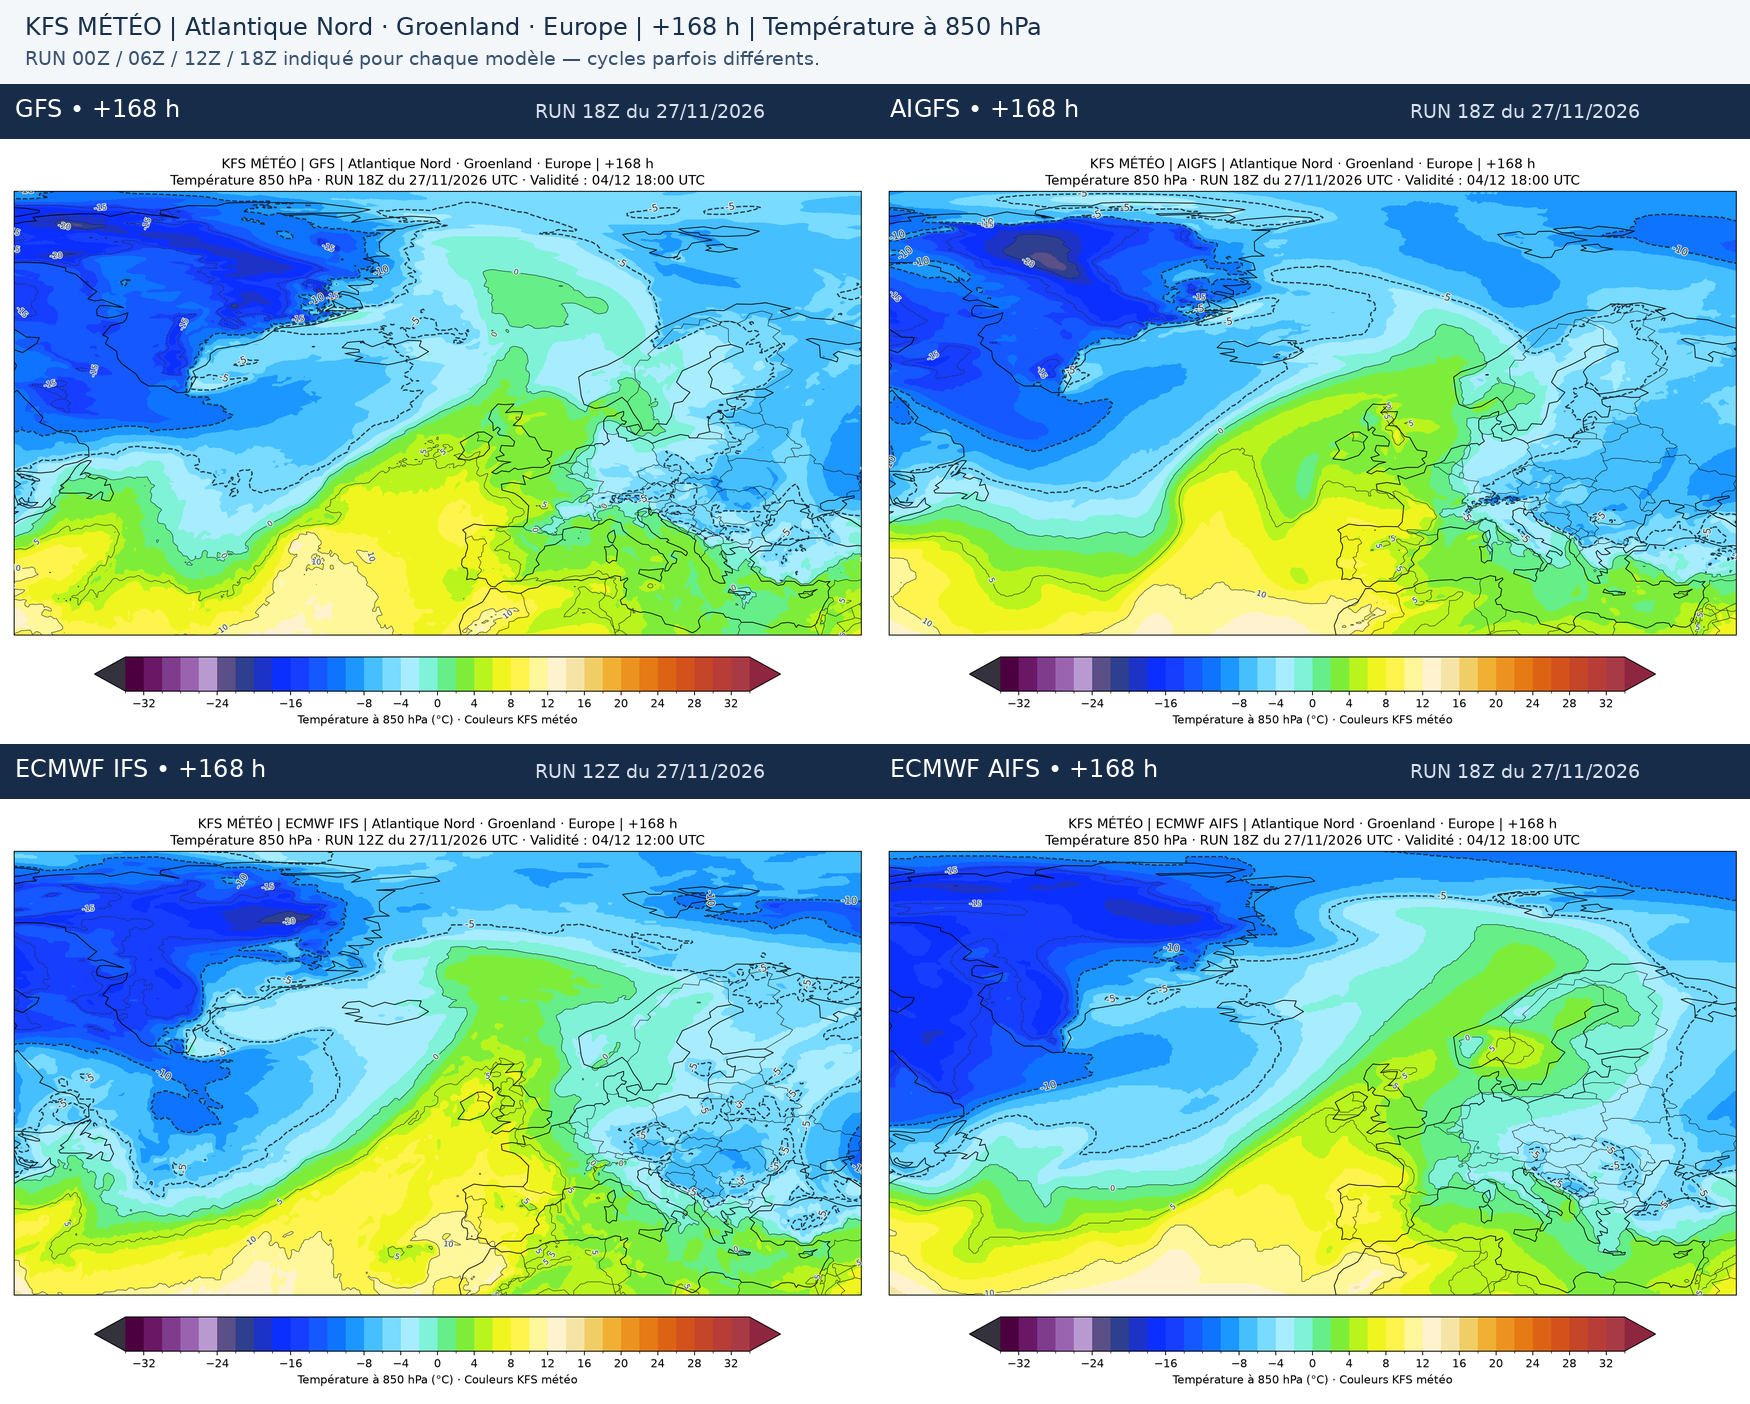 KFS MÉTÉO | Atlantique Nord · Groenland · Europe | +168 h | Température à 850 hPa
RUN 00Z / 06Z / 12Z / 18Z indiqué pour chaque modèle — cycles parfois différents.
GFS • +168 h
RUN 18Z du 27/11/2026
AIGFS • +168 h
RUN 18Z du 27/11/2026
KFS MÉTÉO | GFS | Atlantique Nord · Groenland · Europe | +168 h
Température 850 hPa · RUN 18Z du 27/11/2026 UTC · Validité : 04/12 18:00 UTC
KFS MÉTÉO | AIGFS | Atlantique Nord · Groenland · Europe | +168 h
Température 850 hPa · RUN 18Z du 27/11/2026 UTC · Validité : 04/12 18:00 UTC
−32 −24 −16 −8 −4 0 4 8 12 16 20 24 28 32
Température à 850 hPa (°C) · Couleurs KFS météo
−32 −24 −16 −8 −4 0 4 8 12 16 20 24 28 32
Température à 850 hPa (°C) · Couleurs KFS météo
ECMWF IFS • +168 h
RUN 12Z du 27/11/2026
ECMWF AIFS • +168 h
RUN 18Z du 27/11/2026
KFS MÉTÉO | ECMWF IFS | Atlantique Nord · Groenland · Europe | +168 h
Température 850 hPa · RUN 12Z du 27/11/2026 UTC · Validité : 04/12 12:00 UTC
KFS MÉTÉO | ECMWF AIFS | Atlantique Nord · Groenland · Europe | +168 h
Température 850 hPa · RUN 18Z du 27/11/2026 UTC · Validité : 04/12 18:00 UTC
−32 −24 −16 −8 −4 0 4 8 12 16 20 24 28 32
Température à 850 hPa (°C) · Couleurs KFS météo
−32 −24 −16 −8 −4 0 4 8 12 16 20 24 28 32
Température à 850 hPa (°C) · Couleurs KFS météo